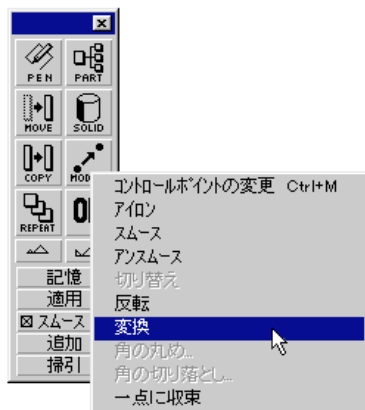 PEN
PART
MOVE
SOLID
COPY
REPEAT
記憶
適用
スムース
追加
掃引
コントロールポイントの変更 Ctrl+M
アイロン
スムース
アンスムース
切り替え
反転
変換
角の丸め...
角の切り落とし...
一点に収束